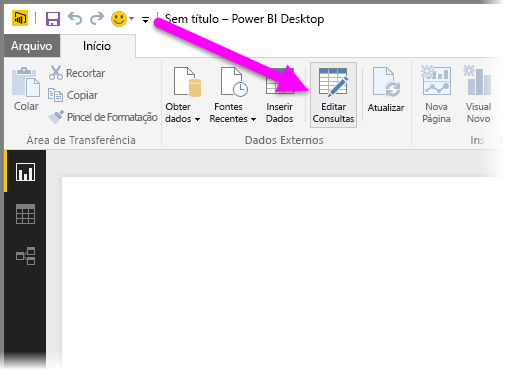 Sem título – Power BI Desktop
Arquivo Início
Colar
Recortar
Copiar
Pincel de Formatação
Área de Transferência
Obter
dados
Fontes
Recentes
Inserir
Dados
Editar
Consultas
Atualizar
Dados Externos
Nova
Página
Visual
Novo